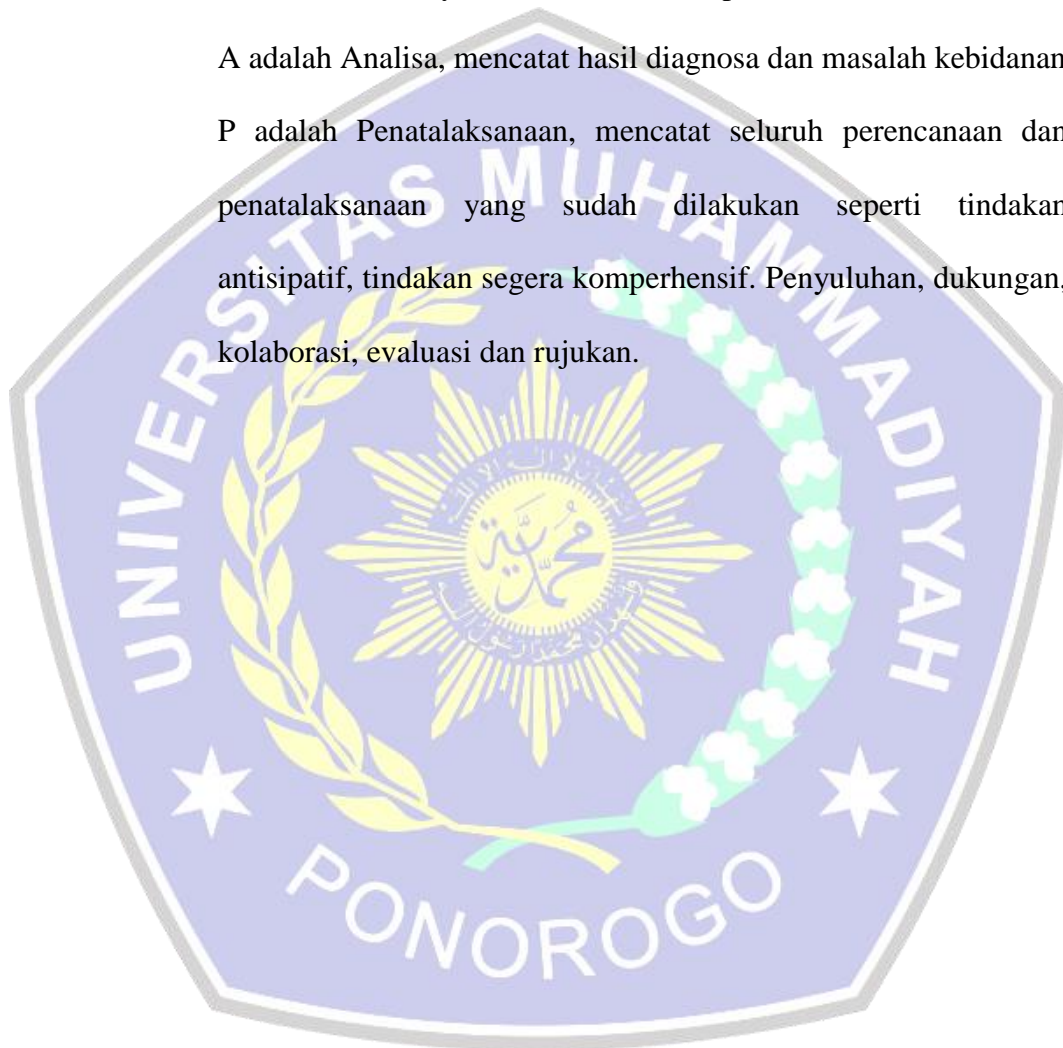 A adalah Analisa, mencatat hasil diagnosa dan masalah kebidanan
P adalah Penatalaksanaan, mencatat seluruh perencanaan dan
penatalaksanaan yang sudah dilakukan seperti tindakan
antisipatif, tindakan segera komperhensif. Penyuluhan, dukungan,
kolaborasi, evaluasi dan rujukan.
UNIVERSITAS MUHAMMADIYAH
محمدية
PONOROGO